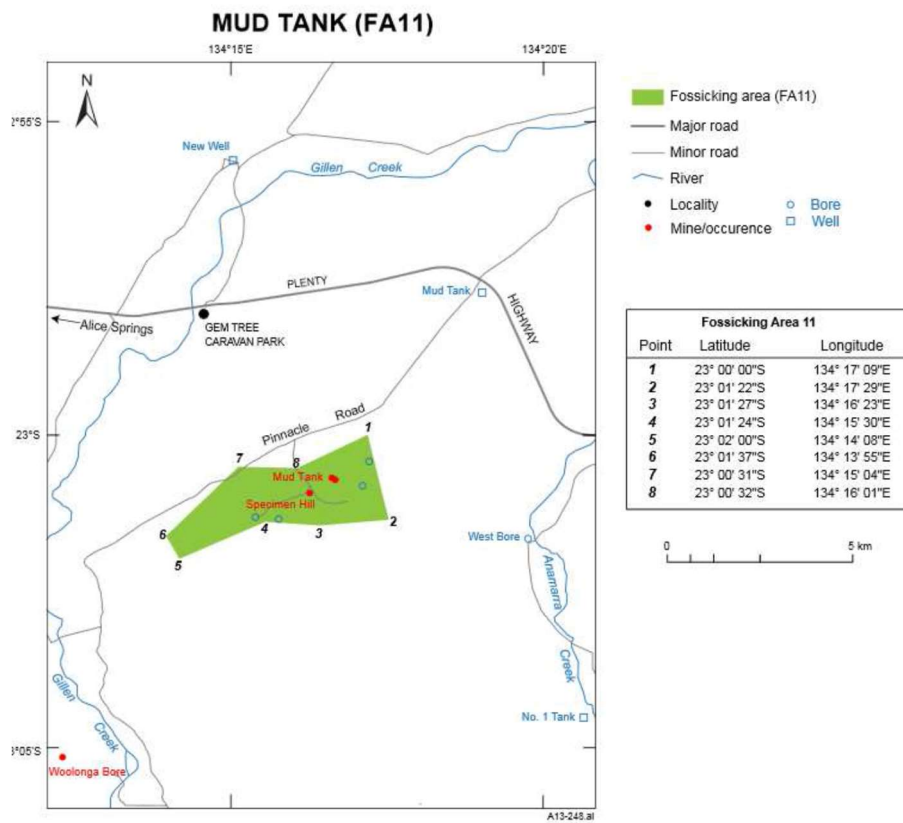 MUD TANK (FA11)
134°15'E
134°20'E
N
2°55'S
New Well
Gillen Creek
Fossicking area (FA11)
Major road
Minor road
River
Locality
Bore
Mine/occurence
Well
Mud Tank
PLENTY
HIGHWAY
Alice Springs
GEM TREE
CARAVAN PARK
Fossicking Area 11
Point Latitude Longitude
1 23° 00' 00"S 134° 17' 09"E
2 23° 01' 22"S 134° 17' 29"E
3 23° 01' 27"S 134° 16' 23"E
4 23° 01' 24"S 134° 15' 30"E
5 23° 02' 00"S 134° 14' 08"E
6 23° 01' 37"S 134° 13' 55"E
7 23° 00' 31"S 134° 15' 04"E
8 23° 00' 32"S 134° 16' 01"E
23°S
Pinnacle Road
1
7
8
Mud Tank
Specimen Hill
6
5
4
3
2
West Bore
0 5 km
Anamarra Creek
Gillen Creek
No. 1 Tank
3°05'S
Woolonga Bore
A13-248.ai